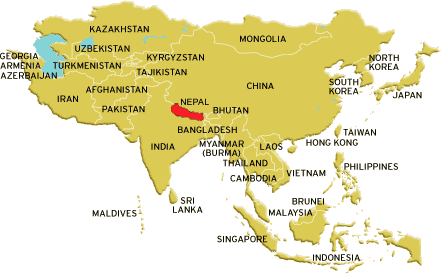 KAZAKHSTAN
MONGOLIA
UZBEKISTAN
GEORGIA
KYRGYZSTAN
NORTH
KOREA
ARMENIA
TURKMENISTAN
TAJIKISTAN
AZERBAIJAN
CHINA
SOUTH
KOREA
AFGHANISTAN
JAPAN
IRAN
NEPAL
PAKISTAN
BHUTAN
BANGLADESH
TAIWAN
HONG KONG
INDIA
MYANMAR
(BURMA)
LAOS
THAILAND
PHILIPPINES
VIETNAM
CAMBODIA
SRI
LANKA
BRUNEI
MALDIVES
MALAYSIA
SINGAPORE
INDONESIA